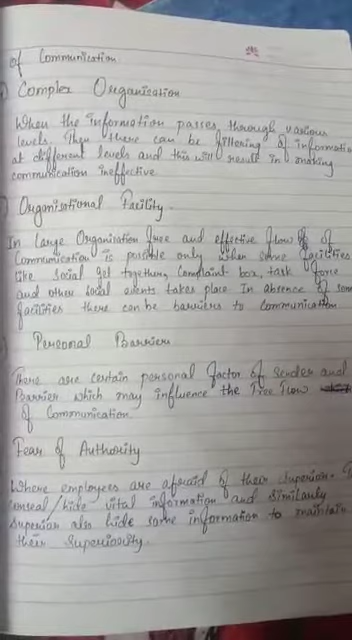 of Communication
Complex Organisation
When the information passes through various
levels. Then there can be filtering of information
at different levels and this will result in making
communication ineffective
Organisational Facility.
In Large Organisation free and effective flow of
Communication is possible only when some facilities
like social get together, Complaint box, task force
and other social events takes place In absence of som
facilities there can be barriers to communication
Personal Barriers
There are certain personal factor of Sender and
Barrier which may influence the Free Flow
of Communication.
Fear of Authority
Where employees are afraid of their superior.
conseal/hide vital information and similarly
superior also hide some information to maintain
their superiority.